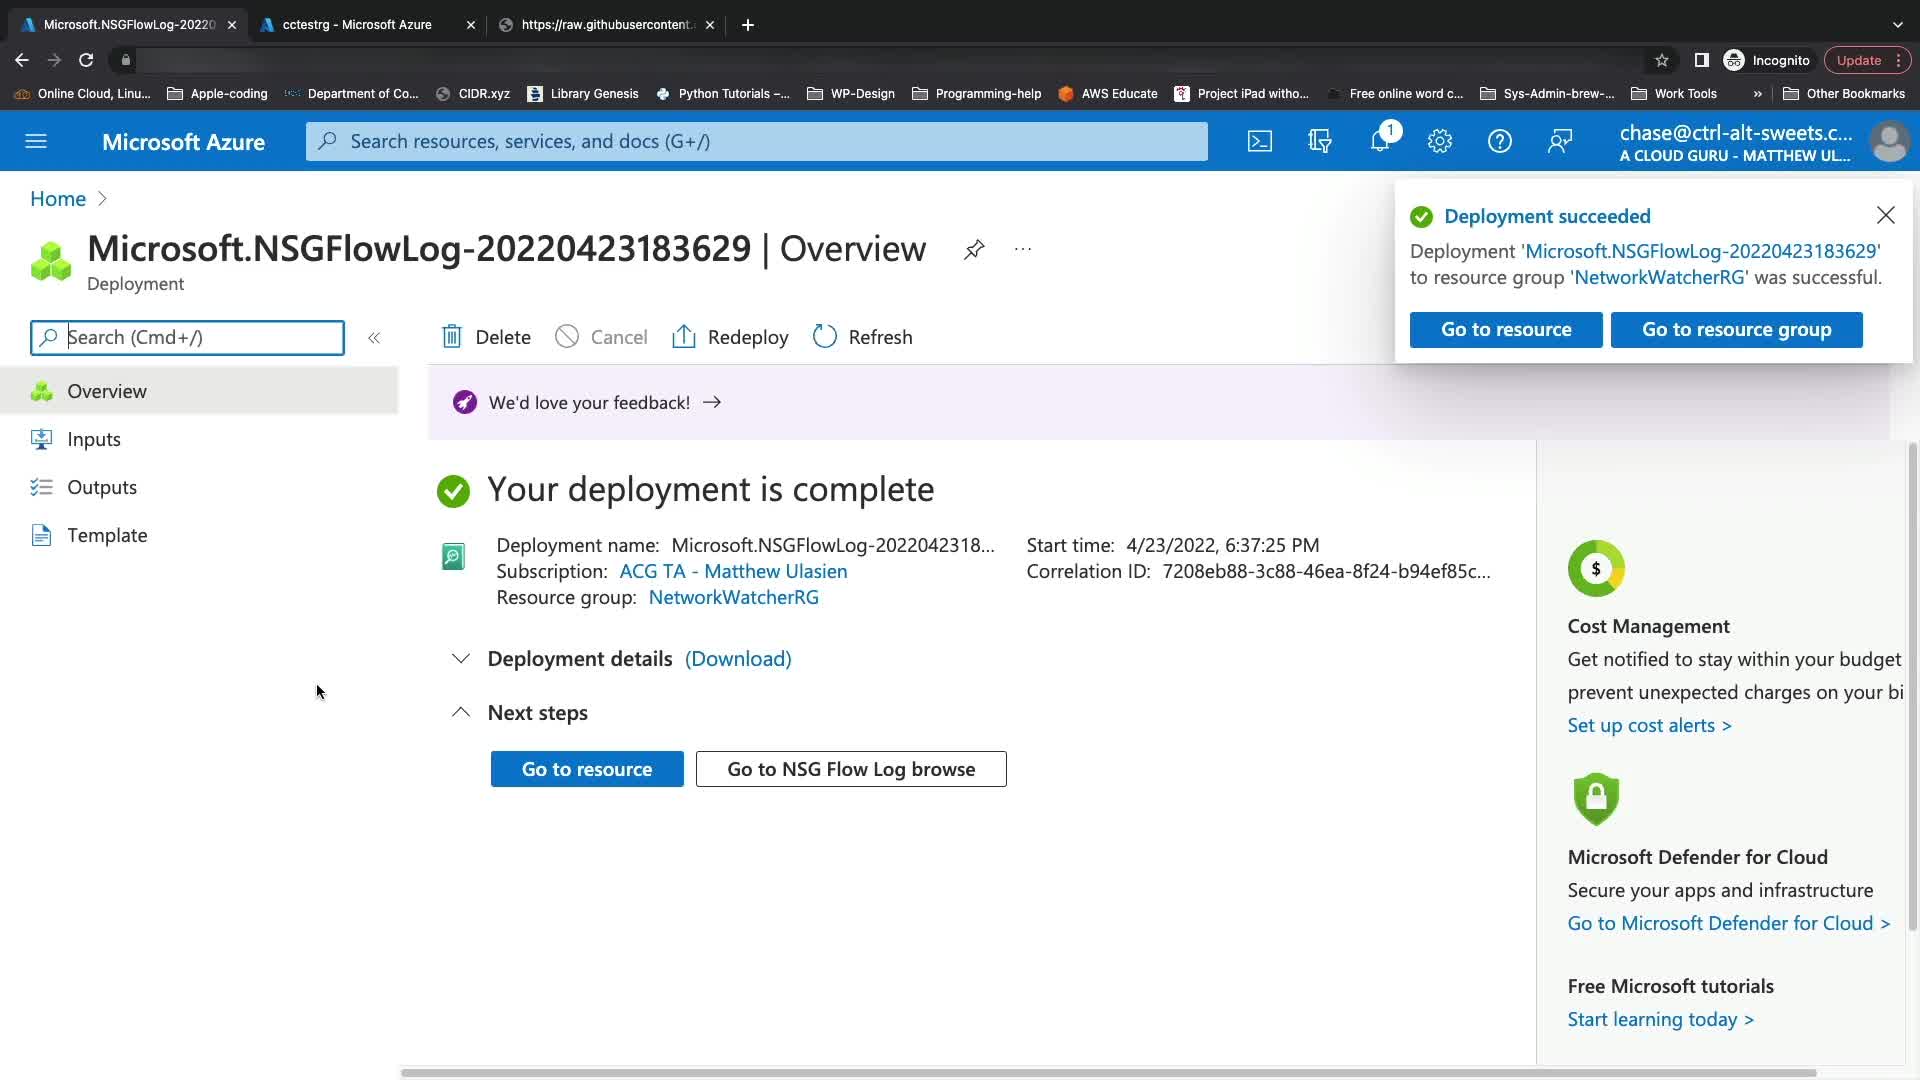 Microsoft.NSGFlowLog-20220
cctestrg - Microsoft Azure
https://raw.githubusercontent.
Incognito
Update
Online Cloud, Linu...
Apple-coding
Department of Co...
CIDR.xyz
Library Genesis
Python Tutorials –...
WP-Design
Programming-help
AWS Educate
Project iPad witho...
Free online word c...
Sys-Admin-brew-...
Work Tools
»
Other Bookmarks
Microsoft Azure
Search resources, services, and docs (G+/)
1
chase@ctrl-alt-sweets.c...
A CLOUD GURU - MATTHEW UL...
Home
Microsoft.NSGFlowLog-20220423183629 | Overview
...
Deployment
Deployment succeeded
Deployment 'Microsoft.NSGFlowLog-20220423183629'
to resource group 'NetworkWatcherRG' was successful.
Go to resource
Go to resource group
Search (Cmd+/)
«
Delete
Cancel
Redeploy
Refresh
Overview
Inputs
Outputs
Template
We'd love your feedback!
Your deployment is complete
Deployment name: Microsoft.NSGFlowLog-2022042318...
Subscription: ACG TA - Matthew Ulasien
Resource group: NetworkWatcherRG
Start time: 4/23/2022, 6:37:25 PM
Correlation ID: 7208eb88-3c88-46ea-8f24-b94ef85c...
Deployment details (Download)
Next steps
Go to resource
Go to NSG Flow Log browse
$
Cost Management
Get notified to stay within your budget
prevent unexpected charges on your bi
Set up cost alerts >
Microsoft Defender for Cloud
Secure your apps and infrastructure
Go to Microsoft Defender for Cloud >
Free Microsoft tutorials
Start learning today >